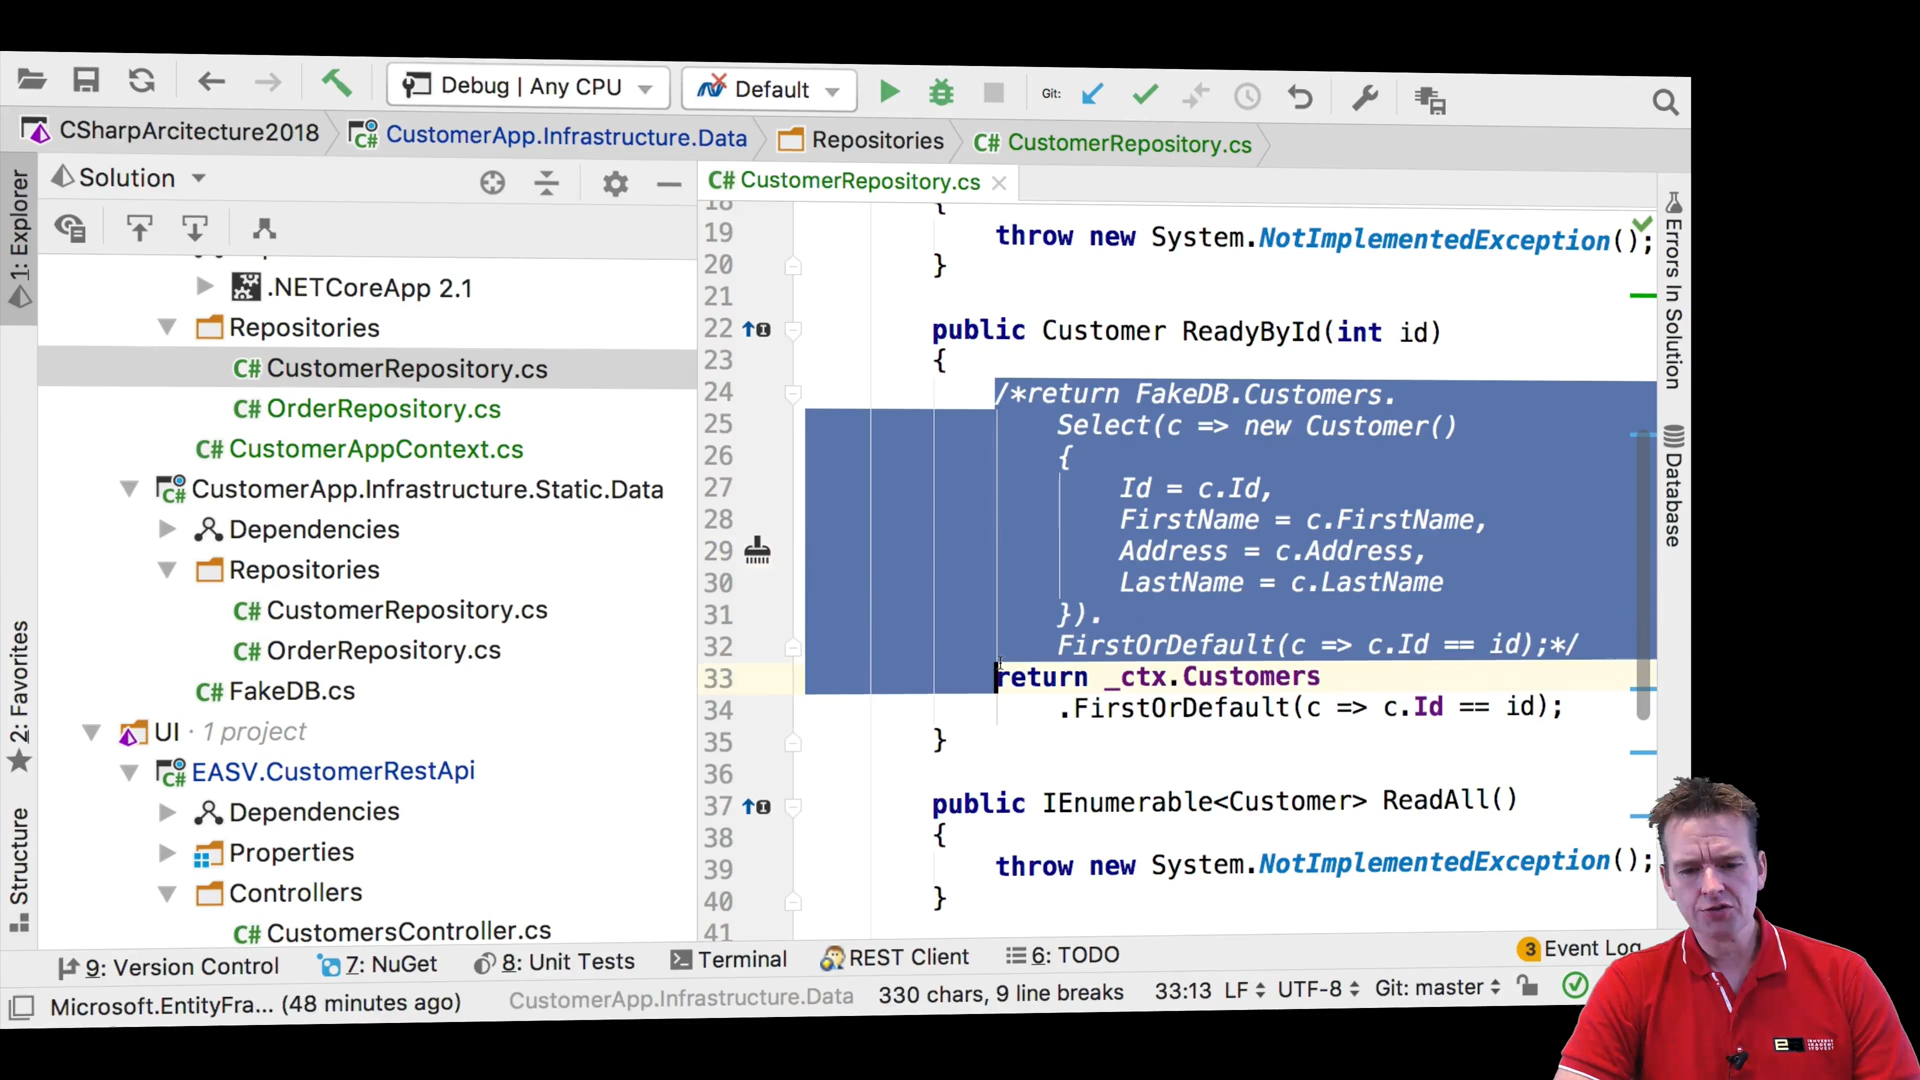 Debug | Any CPU
Default
Git:
CSharpArcitecture2018
CustomerApp.Infrastructure.Data
Repositories
C# CustomerRepository.cs
1: Explorer
2: Favorites
Structure
Solution
.NETCoreApp 2.1
Repositories
C# CustomerRepository.cs
C# OrderRepository.cs
C# CustomerAppContext.cs
CustomerApp.Infrastructure.Static.Data
Dependencies
Repositories
C# CustomerRepository.cs
C# OrderRepository.cs
C# FakeDB.cs
UI · 1 project
EASV.CustomerRestApi
Dependencies
Properties
Controllers
C# CustomersController.cs
C# CustomerRepository.cs
18 {
19 throw new System.NotImplementedException();
20 }
21
22 public Customer ReadyById(int id)
23 {
24 /*return FakeDB.Customers.
25 Select(c => new Customer()
26 {
27 Id = c.Id,
28 FirstName = c.FirstName,
29 Address = c.Address,
30 LastName = c.LastName
31 }).
32 FirstOrDefault(c => c.Id == id);*/
33 return _ctx.Customers
34 .FirstOrDefault(c => c.Id == id);
35 }
36
37 public IEnumerable<Customer> ReadAll()
38 {
39 throw new System.NotImplementedException();
40 }
41
Errors In Solution
Database
9: Version Control
7: NuGet
8: Unit Tests
Terminal
REST Client
6: TODO
3 Event Log
Microsoft.EntityFra... (48 minutes ago)
CustomerApp.Infrastructure.Data
330 chars, 9 line breaks
33:13
LF
UTF-8
Git: master